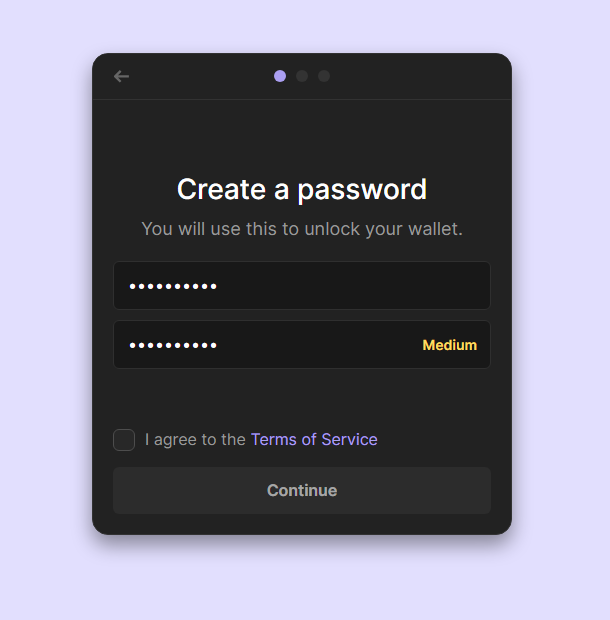 Create a password
You will use this to unlock your wallet.
••••••••••
••••••••••
Medium
I agree to the Terms of Service
Continue